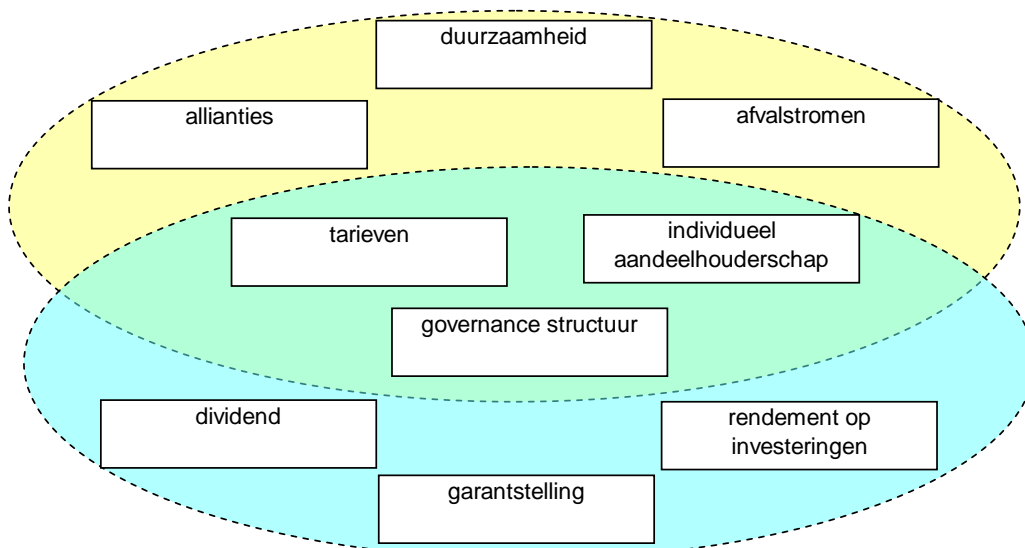 duurzaamheid
allianties
afvalstromen
tarieven
individueel
aandeelhouderschap
governance structuur
dividend
rendement op
investeringen
garantstelling